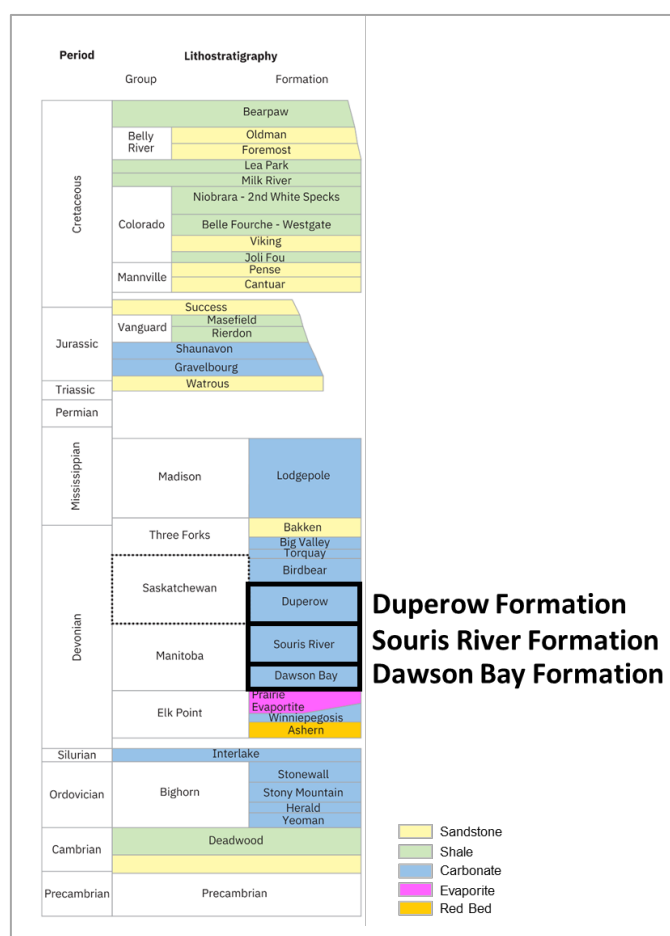 Period
Lithostratigraphy
Group
Formation
Cretaceous
Bearpaw
Belly
River
Oldman
Foremost
Lea Park
Milk River
Colorado
Niobrara - 2nd White Specks
Belle Fourche - Westgate
Viking
Joli Fou
Mannville
Pense
Cantuar
Jurassic
Success
Vanguard
Masefield
Rierdon
Shaunavon
Gravelbourg
Triassic
Watrous
Permian
Mississippian
Madison
Lodgepole
Devonian
Three Forks
Bakken
Big Valley
Torquay
Saskatchewan
Birdbear
Duperow
Duperow Formation
Manitoba
Souris River
Souris River Formation
Dawson Bay
Dawson Bay Formation
Elk Point
Prairie
Evaportite
Winniepegosis
Ashern
Silurian
Interlake
Ordovician
Bighorn
Stonewall
Stony Mountain
Herald
Yeoman
Cambrian
Deadwood
Precambrian
Precambrian
Sandstone
Shale
Carbonate
Evaporite
Red Bed